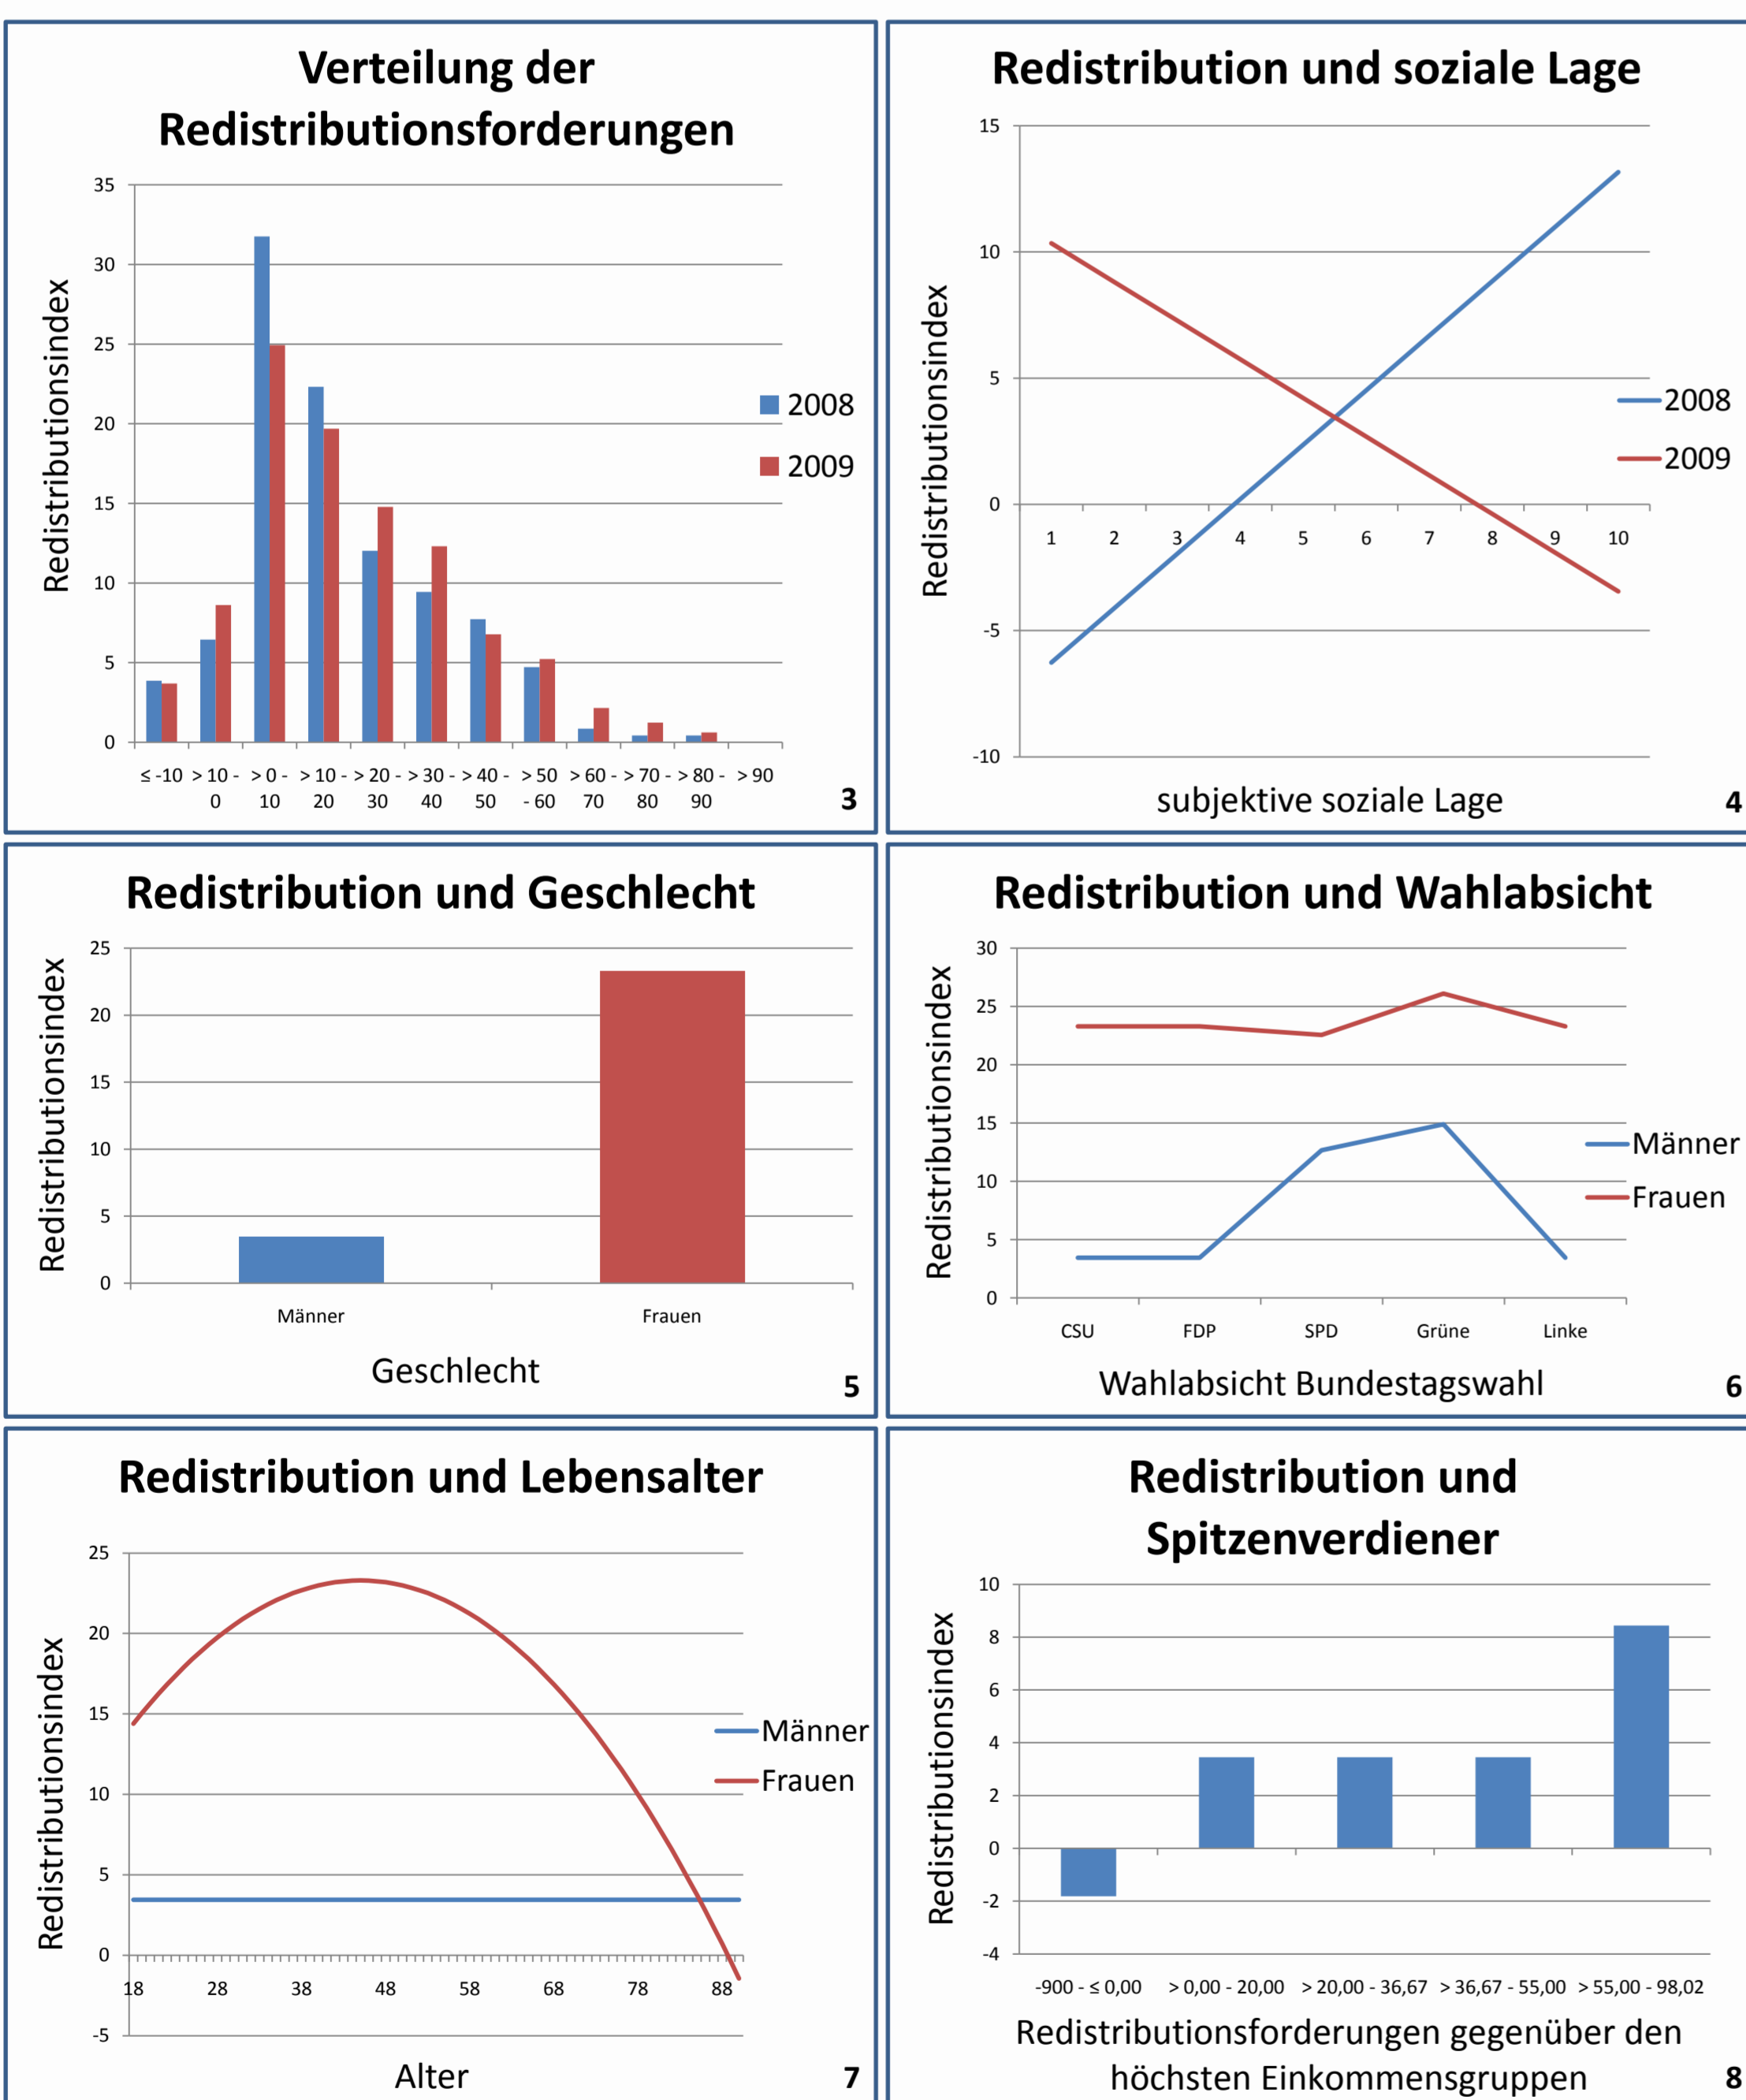 Verteilung der
Redistributionsforderungen
35
30
25
20
15
10
5
0
Redistributionsindex
2008
2009
≤ -10 > 10 - > 0 - > 10 - > 20 - > 30 - > 40 - > 50 > 60 - > 70 - > 80 - > 90
0 10 20 30 40 50 - 60 70 80 90
3
Redistribution und soziale Lage
15
10
5
0
-5
-10
Redistributionsindex
1 2 3 4 5 6 7 8 9 10
2008
2009
subjektive soziale Lage
4
Redistribution und Geschlecht
25
20
15
10
5
0
Redistributionsindex
Männer Frauen
Geschlecht
5
Redistribution und Wahlabsicht
30
25
20
15
10
5
0
Redistributionsindex
Männer
Frauen
CSU FDP SPD Grüne Linke
Wahlabsicht Bundestagswahl
6
Redistribution und Lebensalter
25
20
15
10
5
0
-5
Redistributionsindex
Männer
Frauen
18 28 38 48 58 68 78 88
Alter
7
Redistribution und
Spitzenverdiener
10
8
6
4
2
0
-2
-4
Redistributionsindex
-900 - ≤ 0,00 > 0,00 - 20,00 > 20,00 - 36,67 > 36,67 - 55,00 > 55,00 - 98,02
Redistributionsforderungen gegenüber den
höchsten Einkommensgruppen
8